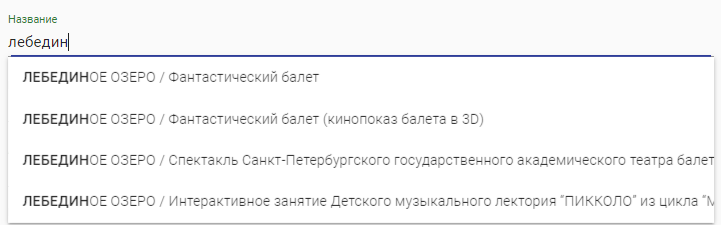 Название
лебедин
ЛЕБЕДИНОЕ ОЗЕРО / Фантастический балет
ЛЕБЕДИНОЕ ОЗЕРО / Фантастический балет (кинопоказ балета в 3D)
ЛЕБЕДИНОЕ ОЗЕРО / Спектакль Санкт-Петербургского государственного академического театра балет
ЛЕБЕДИНОЕ ОЗЕРО / Интерактивное занятие Детского музыкального лектория “ПИККОЛО” из цикла “М